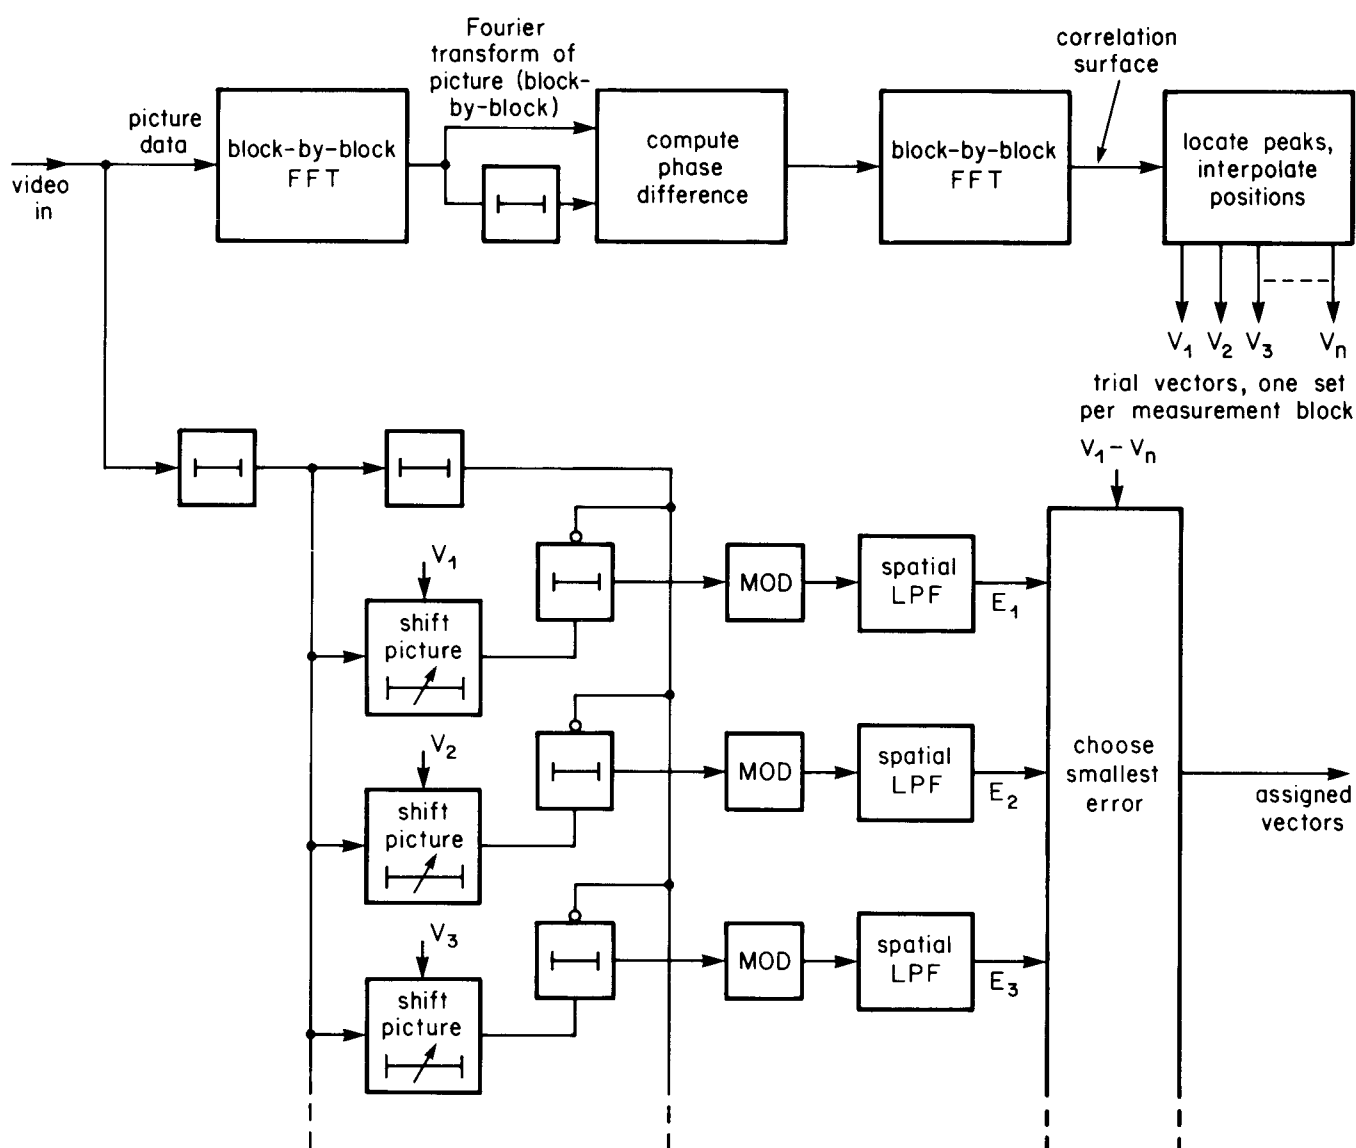 Fourier
transform of
picture (block-
by-block)
correlation
surface
picture
data
video
in
block-by-block
FFT
compute
phase
difference
block-by-block
FFT
locate peaks,
interpolate
positions
V1 V2 V3 Vn
trial vectors, one set
per measurement block
V1 – Vn
V1
shift
picture
MOD
spatial
LPF
E1
V2
shift
picture
MOD
spatial
LPF
E2
choose
smallest
error
assigned
vectors
V3
shift
picture
MOD
spatial
LPF
E3